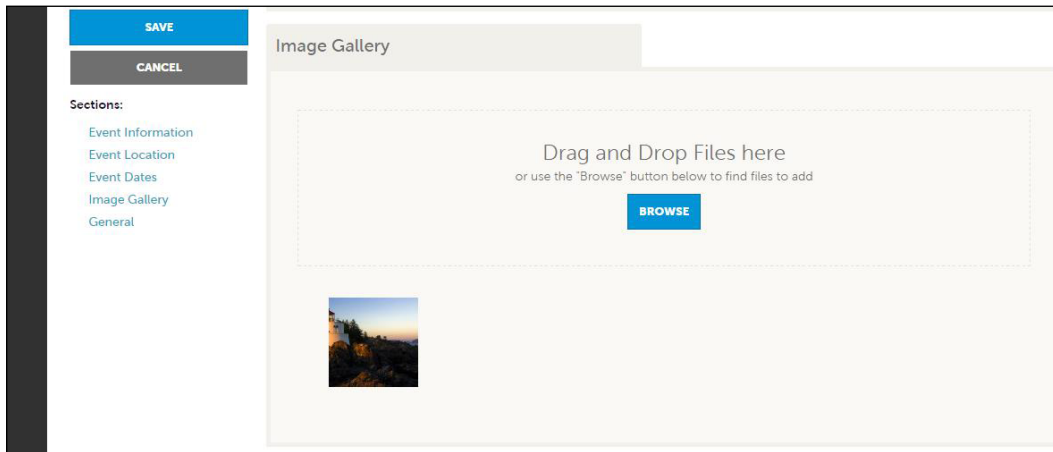 SAVE
CANCEL
Sections:
Event Information
Event Location
Event Dates
Image Gallery
General
Image Gallery
Drag and Drop Files here
or use the "Browse" button below to find files to add
BROWSE